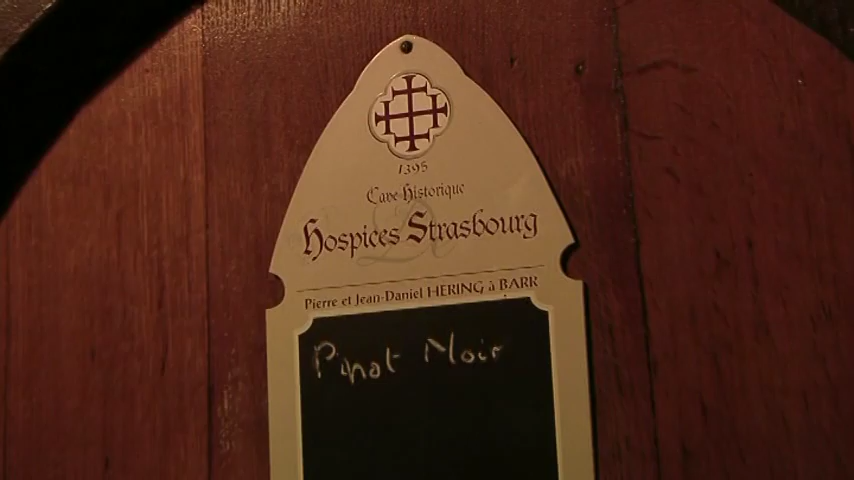 1395
Cave Historique
Hospices Strasbourg
Pierre et Jean-Daniel HERING à BARR
Pinot Noir